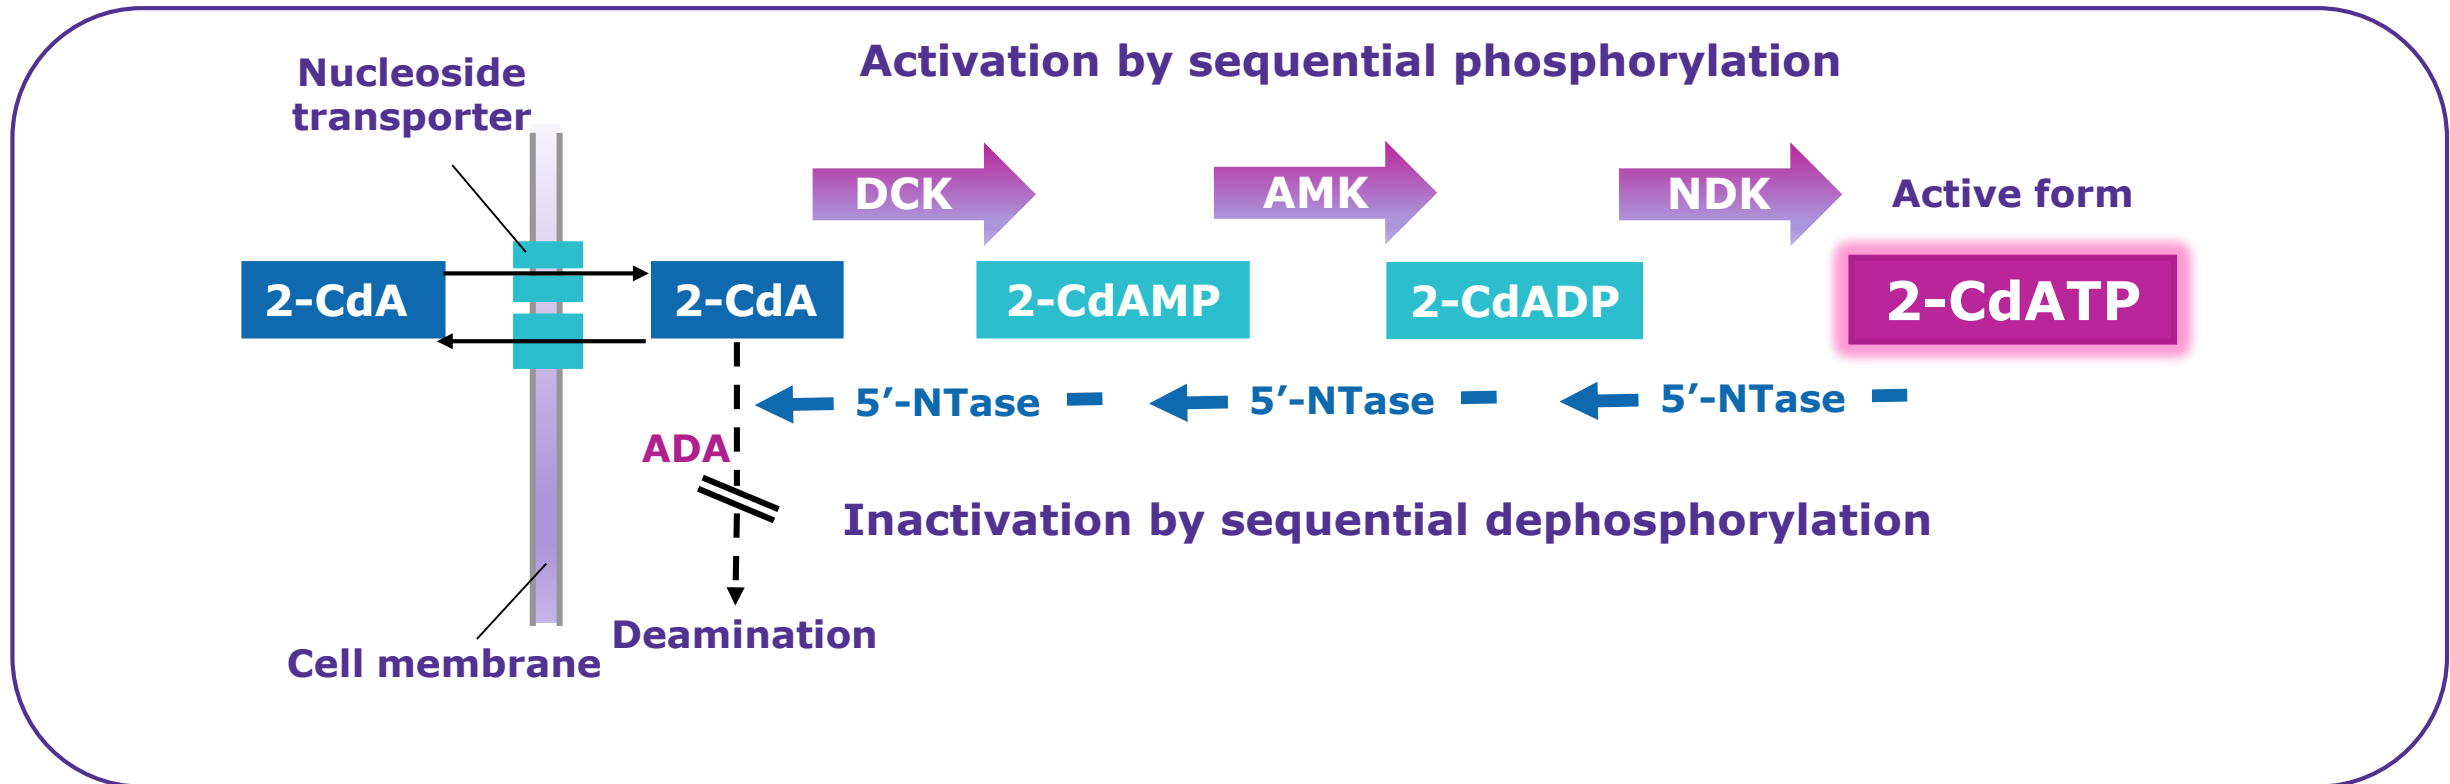 Activation by sequential phosphorylation
Nucleoside
transporter
DCK
AMK
NDK
Active form
2-CdA
2-CdA
2-CdAMP
2-CdADP
2-CdATP
5′-NTase
5′-NTase
5′-NTase
ADA
Inactivation by sequential dephosphorylation
Deamination
Cell membrane